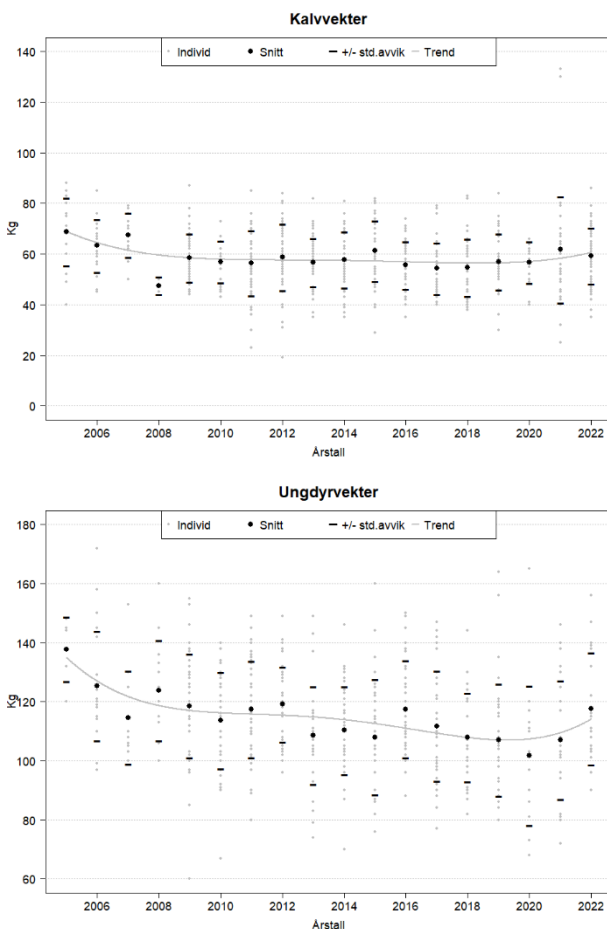 Kalvvekter
Individ Snitt +/- std.avvik Trend
140
120
100
80
60
40
20
0
Kg
2006 2008 2010 2012 2014 2016 2018 2020 2022
Årstall
Ungdyrvekter
Individ Snitt +/- std.avvik Trend
180
160
140
120
100
80
60
Kg
2006 2008 2010 2012 2014 2016 2018 2020 2022
Årstall